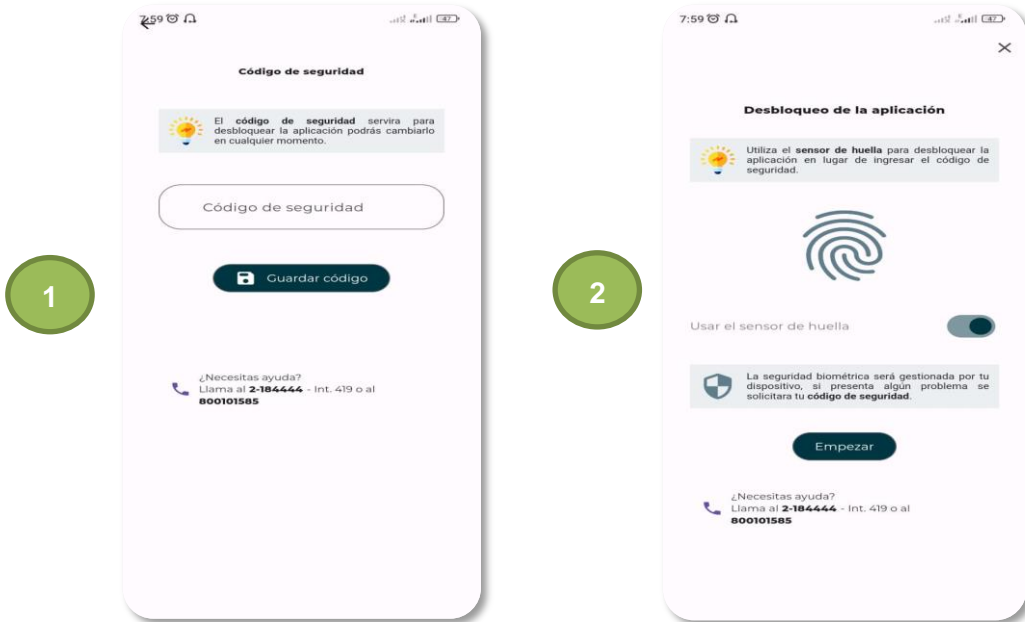 7:59
47
Código de seguridad
El código de seguridad servira para
desbloquear la aplicación podrás cambiarlo
en cualquier momento.
Código de seguridad
Guardar código
1
¿Necesitas ayuda?
Llama al 2-184444 - Int. 419 o al
800101585
7:59
47
Desbloqueo de la aplicación
Utiliza el sensor de huella para desbloquear la
aplicación en lugar de ingresar el código de
seguridad.
2
Usar el sensor de huella
La seguridad biométrica será gestionada por tu
dispositivo, si presenta algún problema se
solicitara tu código de seguridad.
Empezar
¿Necesitas ayuda?
Llama al 2-184444 - Int. 419 o al
800101585